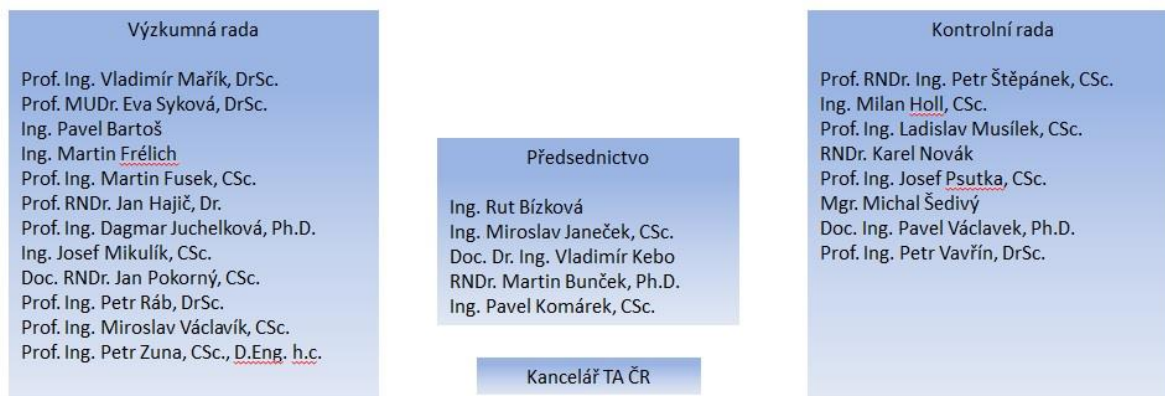 Výzkumná rada
Prof. Ing. Vladimír Mařík, DrSc.
Prof. MUDr. Eva Syková, DrSc.
Ing. Pavel Bartoš
Ing. Martin Frélich
Prof. Ing. Martin Fusek, CSc.
Prof. RNDr. Jan Hajič, Dr.
Prof. Ing. Dagmar Juchelková, Ph.D.
Ing. Josef Mikulík, CSc.
Doc. RNDr. Jan Pokorný, CSc.
Prof. Ing. Petr Ráb, DrSc.
Prof. Ing. Miroslav Václavík, CSc.
Prof. Ing. Petr Zuna, CSc., D.Eng. h.c.
Předsednictvo
Ing. Rut Bízková
Ing. Miroslav Janeček, CSc.
Doc. Dr. Ing. Vladimír Kebo
RNDr. Martin Bunček, Ph.D.
Ing. Pavel Komárek, CSc.
Kancelář TA ČR
Kontrolní rada
Prof. RNDr. Ing. Petr Štěpánek, CSc.
Ing. Milan Holl, CSc.
Prof. Ing. Ladislav Musílek, CSc.
RNDr. Karel Novák
Prof. Ing. Josef Psutka, CSc.
Mgr. Michal Šedivý
Doc. Ing. Pavel Václavek, Ph.D.
Prof. Ing. Petr Vavřín, DrSc.